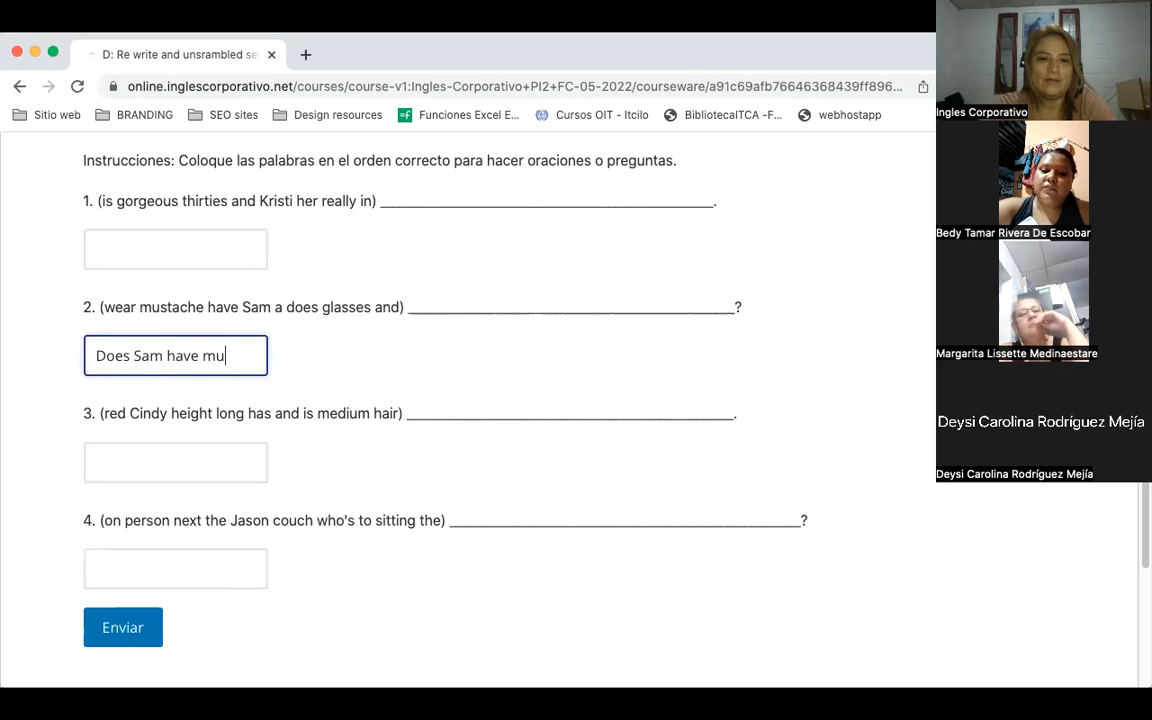 D: Re write and unsrambled se
online.inglescorporativo.net/courses/course-v1:Ingles-Corporativo+PI2+FC-05-2022/courseware/a91c69afb76646368439ff896...
Sitio web
BRANDING
SEO sites
Design resources
Funciones Excel E...
Cursos OIT - Itcilo
BibliotecaITCA -F...
webhostapp
Instrucciones: Coloque las palabras en el orden correcto para hacer oraciones o preguntas.
1. (is gorgeous thirties and Kristi her really in) ________________________________________.
2. (wear mustache have Sam a does glasses and) ________________________________________?
Does Sam have mu
3. (red Cindy height long has and is medium hair) ________________________________________.
4. (on person next the Jason couch who's to sitting the) ___________________________________________?
Enviar
Ingles Corporativo
Bedy Tamar Rivera De Escobar
Margarita Lissette Medinaestare
Deysi Carolina Rodríguez Mejía
Deysi Carolina Rodríguez Mejía